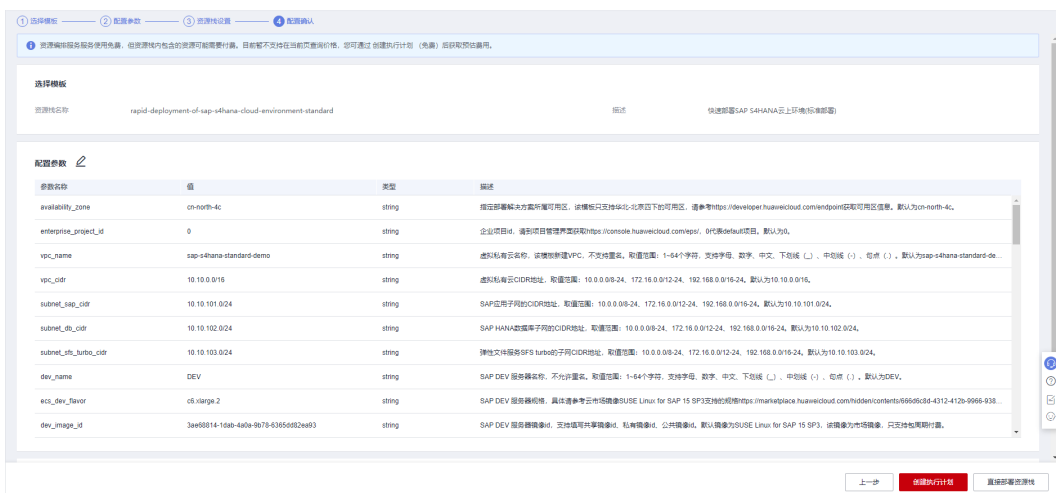 1 选择模板 2 配置参数 3 资源栈设置 4 配置确认
资源编排服务服务使用免费，但资源栈内包含的资源可能需要付费。目前暂不支持在当前页查询价格，您可通过 创建执行计划 （免费）后获取预估费用。
选择模板
资源栈名称 rapid-deployment-of-sap-s4hana-cloud-environment-standard 描述 快速部署SAP S4HANA云上环境(标准部署)
配置参数
参数名称 值 类型 描述
availability_zone cn-north-4c string 指定部署解决方案所属可用区，该模板只支持华北-北京四下的可用区，请参考https://developer.huaweicloud.com/endpoint获取可用区信息。默认为cn-north-4c。
enterprise_project_id 0 string 企业项目id，请到项目管理界面获取https://console.huaweicloud.com/eps/，0代表default项目。默认为0。
vpc_name sap-s4hana-standard-demo string 虚拟私有云名称，该模板新建VPC，不支持重名。取值范围：1~64个字符，支持字母、数字、中文、下划线（_）、中划线（-）、句点（.）。默认为sap-s4hana-standard-de...
vpc_cidr 10.10.0.0/16 string 虚拟私有云CIDR地址，取值范围：10.0.0.0/8-24，172.16.0.0/12-24，192.168.0.0/16-24。默认为10.10.0.0/16。
subnet_sap_cidr 10.10.101.0/24 string SAP应用子网的CIDR地址，取值范围：10.0.0.0/8-24，172.16.0.0/12-24，192.168.0.0/16-24。默认为10.10.101.0/24。
subnet_db_cidr 10.10.102.0/24 string SAP HANA数据库子网的CIDR地址，取值范围：10.0.0.0/8-24，172.16.0.0/12-24，192.168.0.0/16-24。默认为10.10.102.0/24。
subnet_sfs_turbo_cidr 10.10.103.0/24 string 弹性文件服务SFS turbo的子网CIDR地址，取值范围：10.0.0.0/8-24，172.16.0.0/12-24，192.168.0.0/16-24。默认为10.10.103.0/24。
dev_name DEV string SAP DEV 服务器名称，不允许重名。取值范围：1~64个字符，支持字母、数字、中文、下划线（_）、中划线（-）、句点（.）。默认为DEV。
ecs_dev_flavor c6.xlarge.2 string SAP DEV 服务器规格，具体请参考云市场镜像SUSE Linux for SAP 15 SP3支持的规格https://marketplace.huaweicloud.com/hidden/contents/666d6c8d-4312-412b-9966-938...
dev_image_id 3ae68814-1dab-4a0a-9b78-6365dd82ea93 string SAP DEV 服务器镜像id，支持填写共享镜像id、私有镜像id、公共镜像id。默认镜像为SUSE Linux for SAP 15 SP3，该镜像为市场镜像，只支持包周期付费。
上一步 创建执行计划 直接部署资源栈